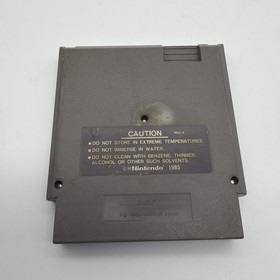 CAUTION
●DO NOT STORE IN EXTREME TEMPERATURES.
●DO NOT IMMERSE IN WATER.
●DO NOT CLEAN WITH BENZENE, THINNER,
ALCOHOL OR OTHER SUCH SOLVENTS.
Nintendo 1985